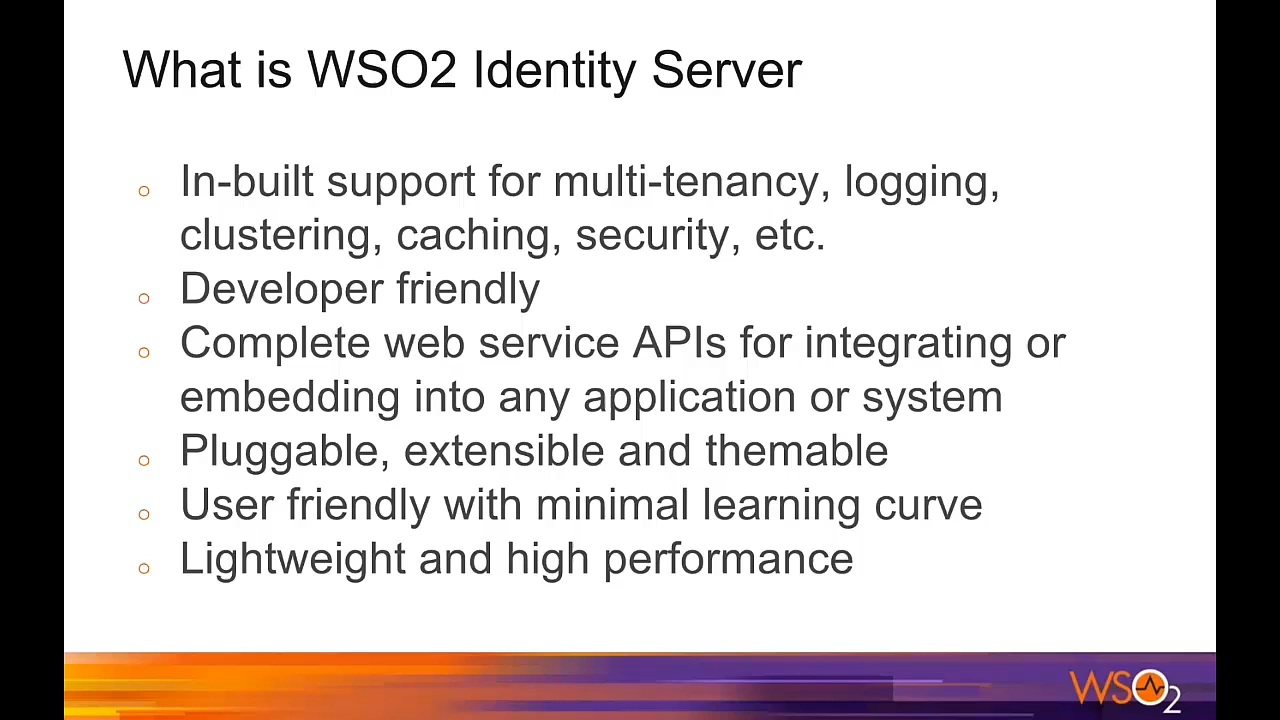 What is WSO2 Identity Server
In-built support for multi-tenancy, logging,
clustering, caching, security, etc.
Developer friendly
Complete web service APIs for integrating or
embedding into any application or system
Pluggable, extensible and themable
User friendly with minimal learning curve
Lightweight and high performance
WSO2